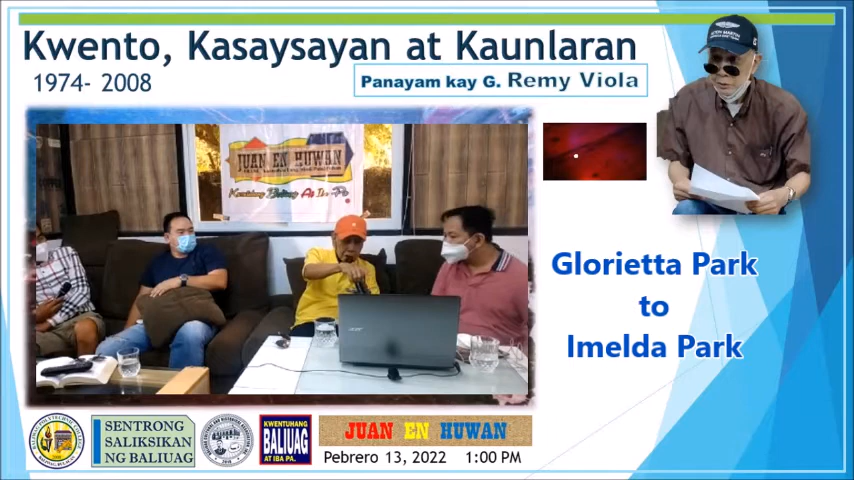 Kwento, Kasaysayan at Kaunlaran
1974- 2008
Panayam kay G. Remy Viola
JUAN EN HUWAN
Glorietta Park
to
Imelda Park
acer
SENTRONG
SALIKSIKAN
NG BALIUAG
KWENTUHANG
BALIUAG
AT IBA PA.
JUAN EN HUWAN
Pebrero 13, 2022 1:00 PM